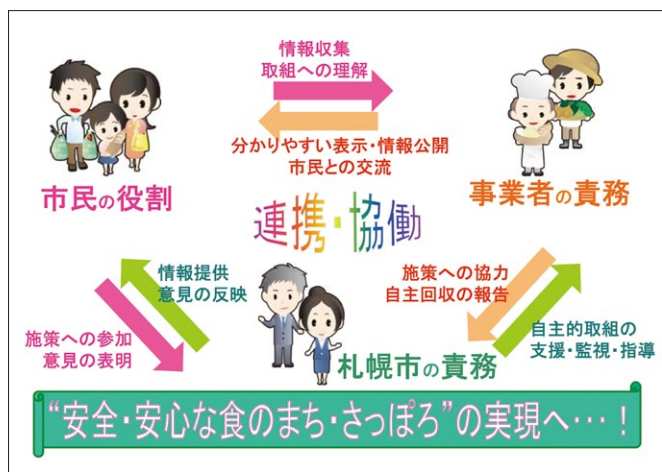 情報収集
取組への理解
分かりやすい表示・情報公開
市民との交流
市民の役割
事業者の責務
連携・協働
情報提供
意見の反映
施策への協力
自主回収の報告
施策への参加
意見の表明
自主的取組の
支援・監視・指導
札幌市の責務
“安全・安心な食のまち・さっぽろ”の実現へ・・・！